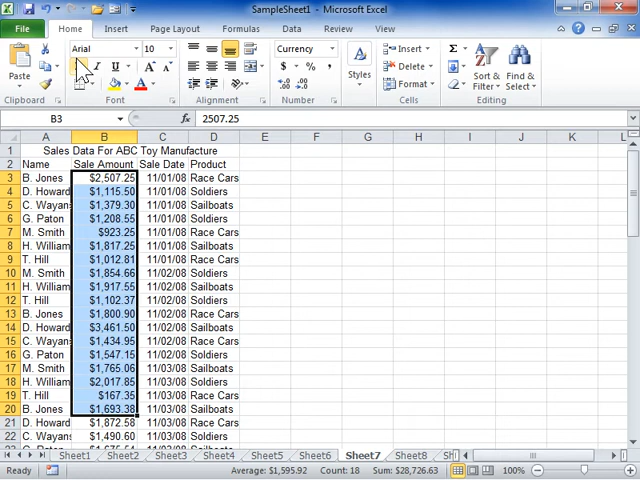 SampleSheet1 - Microsoft Excel
File Home Insert Page Layout Formulas Data Review View
Paste Arial 10 Currency Styles Insert Sort & Find &
Delete Filter Select
Format
Clipboard Font Alignment Number Cells Editing
B3 fx 2507.25
A B C D E F G H I J K L
1 Sales Data For ABC Toy Manufacture
2 Name Sale Amount Sale Date Product
3 B. Jones $2,507.25 11/01/08 Race Cars
4 D. Howard $1,115.50 11/01/08 Soldiers
5 C. Wayans $1,379.30 11/01/08 Sailboats
6 G. Paton $1,208.55 11/01/08 Soldiers
7 M. Smith $923.25 11/01/08 Race Cars
8 H. William $1,817.25 11/01/08 Sailboats
9 T. Hill $1,012.81 11/01/08 Race Cars
10 M. Smith $1,854.66 11/02/08 Soldiers
11 H. William $1,917.55 11/02/08 Sailboats
12 T. Hill $1,102.37 11/02/08 Soldiers
13 B. Jones $1,800.90 11/02/08 Race Cars
14 D. Howard $3,461.50 11/02/08 Sailboats
15 C. Wayans $1,434.95 11/02/08 Race Cars
16 G. Paton $1,547.15 11/02/08 Soldiers
17 M. Smith $1,765.06 11/03/08 Sailboats
18 H. William $2,017.85 11/03/08 Race Cars
19 T. Hill $167.35 11/03/08 Race Cars
20 B. Jones $1,693.38 11/03/08 Sailboats
21 D. Howard $1,872.58 11/03/08 Race Cars
22 C. Wayans $1,490.60 11/03/08 Soldiers
Sheet1 Sheet2 Sheet3 Sheet4 Sheet5 Sheet6 Sheet7 Sheet8
Ready Average: $1,595.92 Count: 18 Sum: $28,726.63 100%